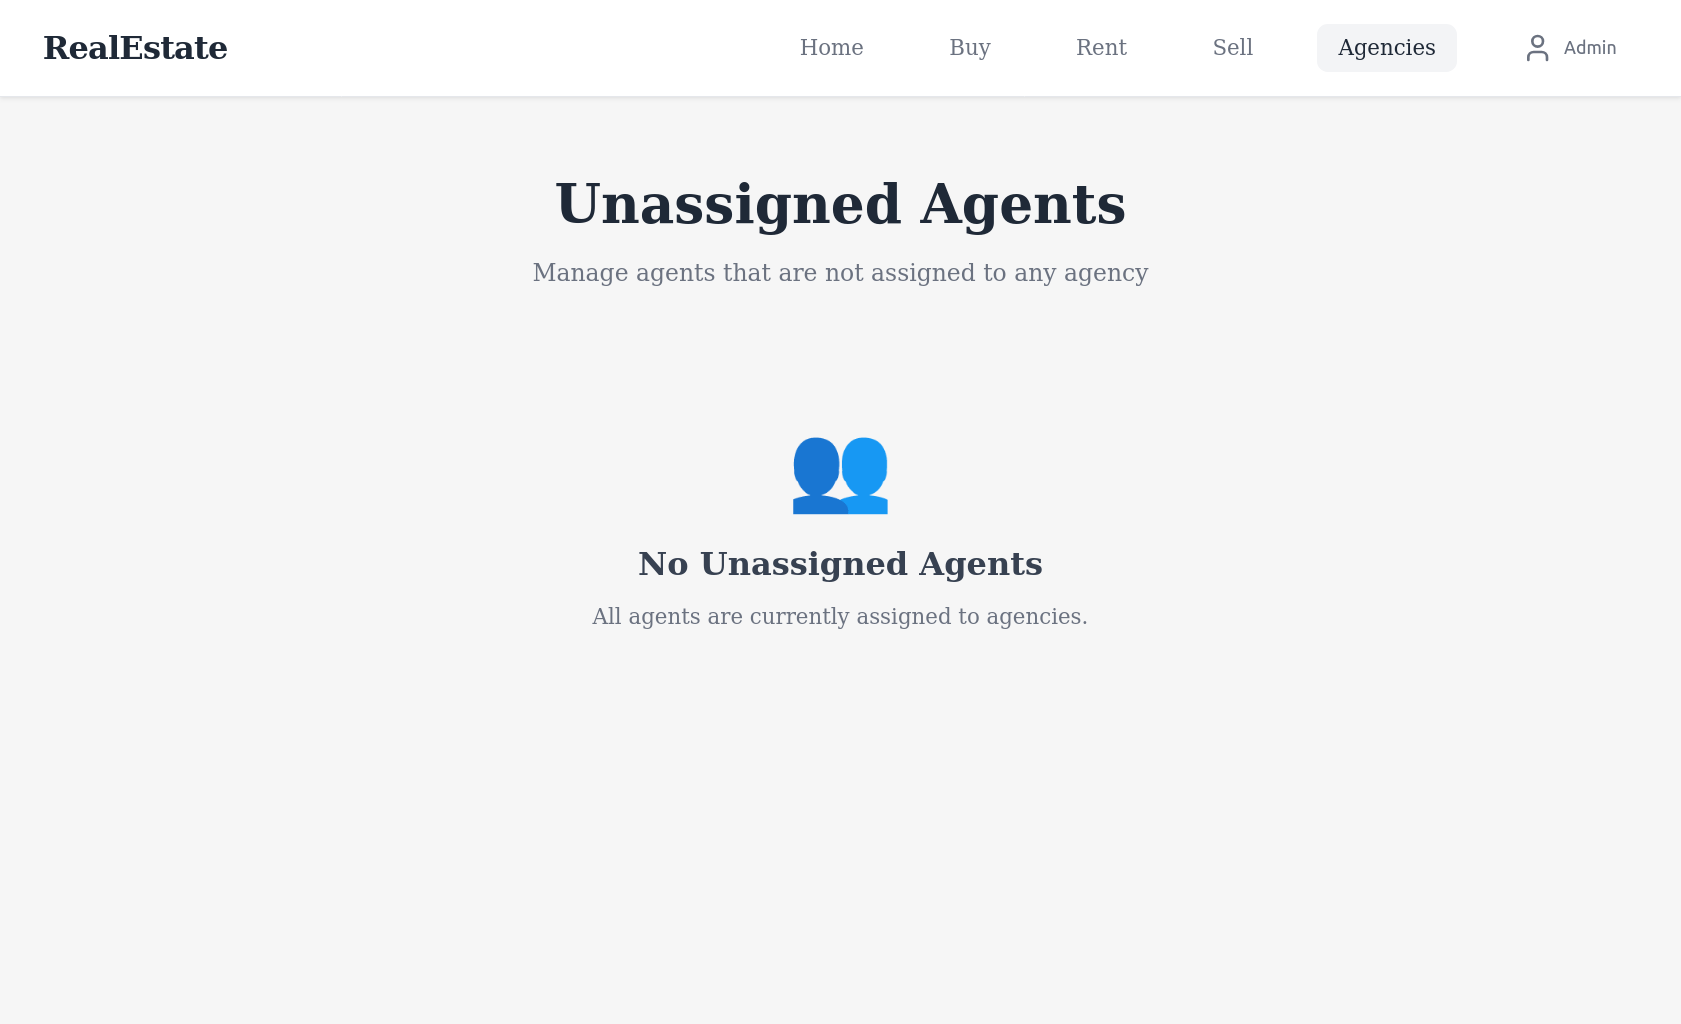 RealEstate
Home
Buy
Rent
Sell
Agencies
Admin
Unassigned Agents
Manage agents that are not assigned to any agency
No Unassigned Agents
All agents are currently assigned to agencies.